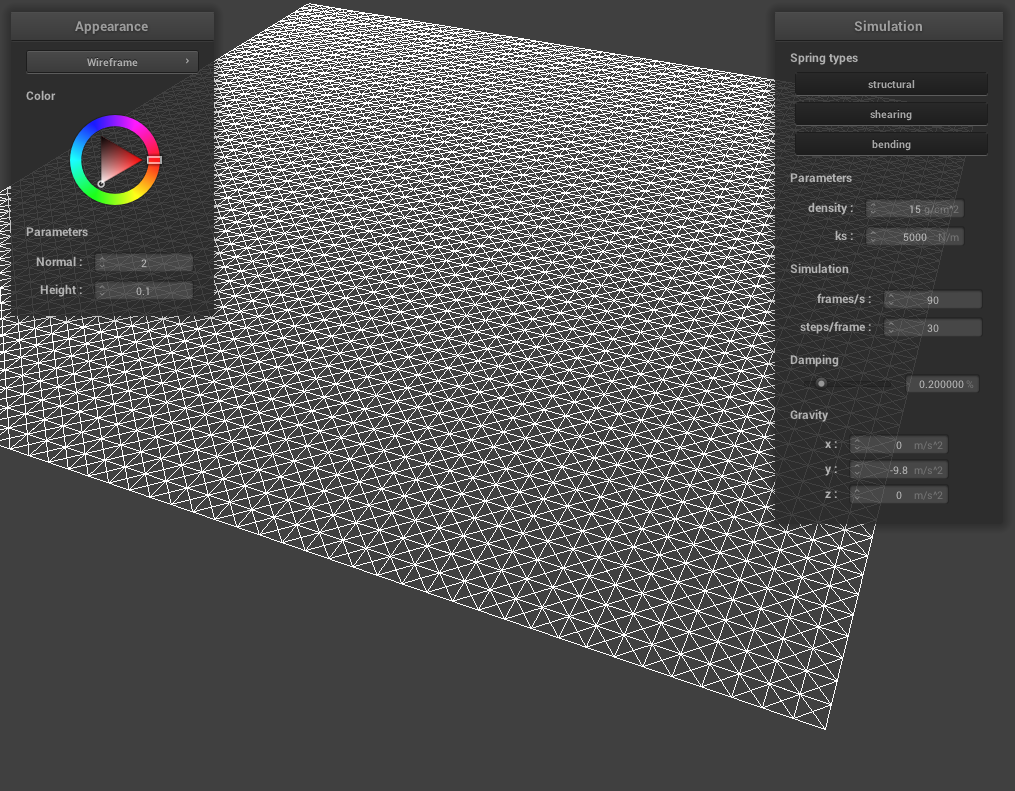 Appearance
Wireframe ›
Color
Parameters
Normal : 2
Height : 0.1
Simulation
Spring types
structural
shearing
bending
Parameters
density : 15 g/cm^2
ks : 5000 N/m
Simulation
frames/s : 90
steps/frame : 30
Damping
0.200000 %
Gravity
x : 0 m/s^2
y : -9.8 m/s^2
z : 0 m/s^2